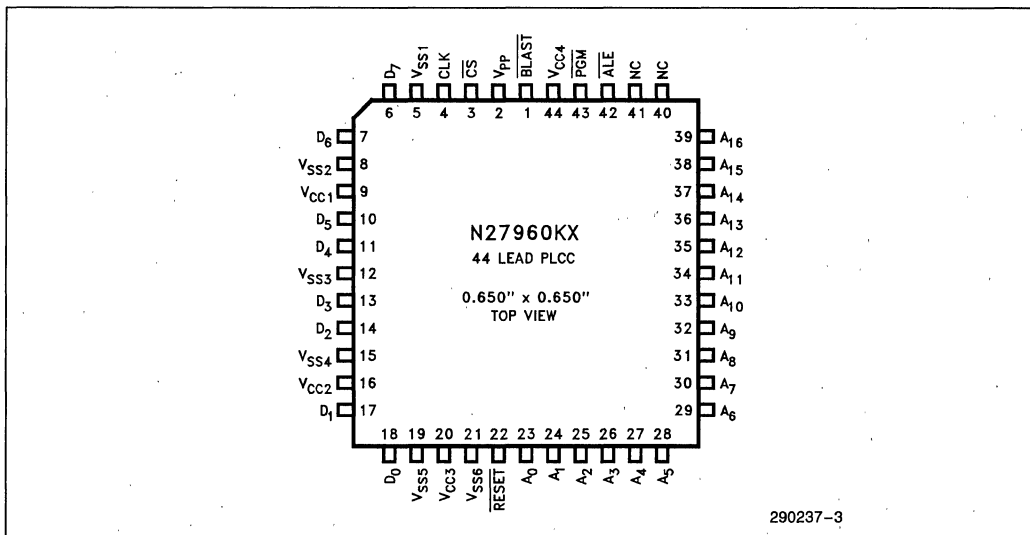 D7 VSS1 CLK CS VPP BLAST VCC4 PGM ALE NC NC
6 5 4 3 2 1 44 43 42 41 40
D6 7
VSS2 8
VCC1 9
D5 10
D4 11
VSS3 12
D3 13
D2 14
VSS4 15
VCC2 16
D1 17
N27960KX
44 LEAD PLCC
0.650" x 0.650"
TOP VIEW
39 A16
38 A15
37 A14
36 A13
35 A12
34 A11
33 A10
32 A9
31 A8
30 A7
29 A6
18 19 20 21 22 23 24 25 26 27 28
D0 VSS5 VCC3 VSS6 RESET A0 A1 A2 A3 A4 A5
290237-3